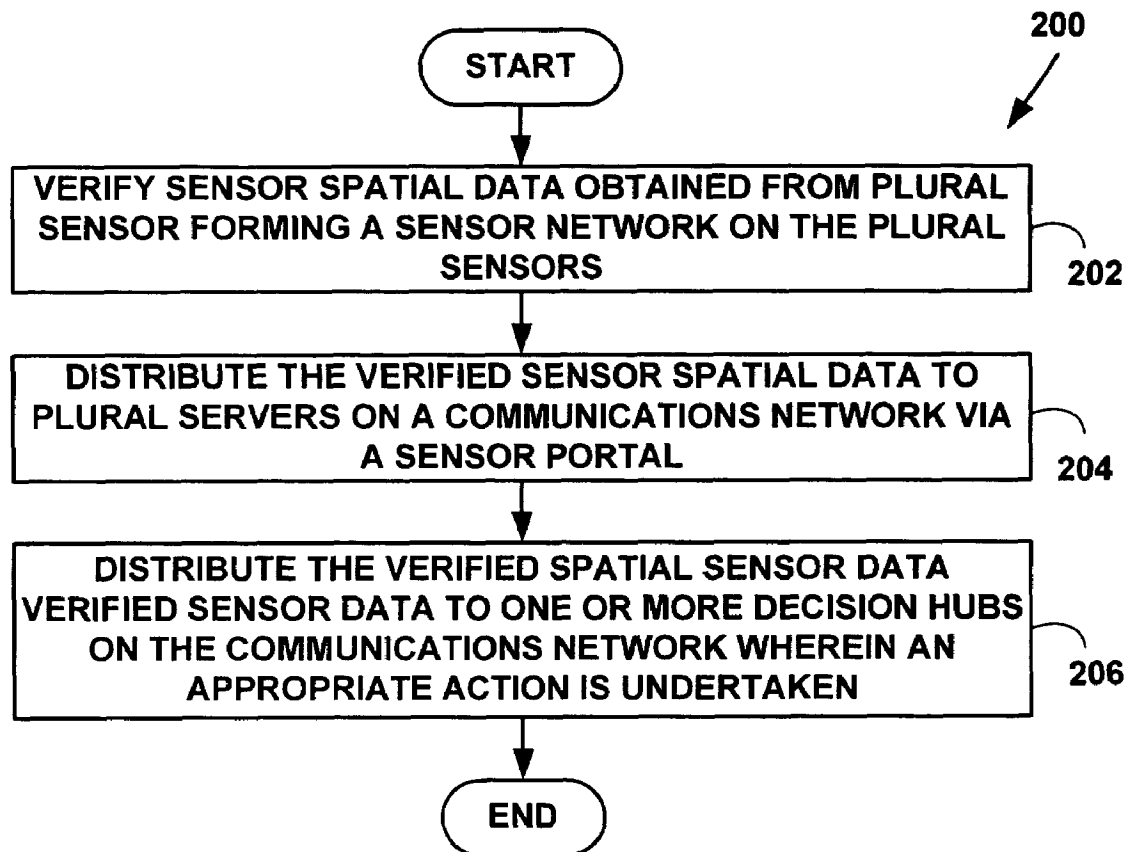 200
START
VERIFY SENSOR SPATIAL DATA OBTAINED FROM PLURAL
SENSOR FORMING A SENSOR NETWORK ON THE PLURAL
SENSORS
202
DISTRIBUTE THE VERIFIED SENSOR SPATIAL DATA TO
PLURAL SERVERS ON A COMMUNICATIONS NETWORK VIA
A SENSOR PORTAL
204
DISTRIBUTE THE VERIFIED SPATIAL SENSOR DATA
VERIFIED SENSOR DATA TO ONE OR MORE DECISION HUBS
ON THE COMMUNICATIONS NETWORK WHEREIN AN
APPROPRIATE ACTION IS UNDERTAKEN
206
END